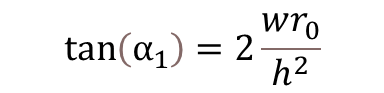 tan(α₁) = 2 wr₀/h²